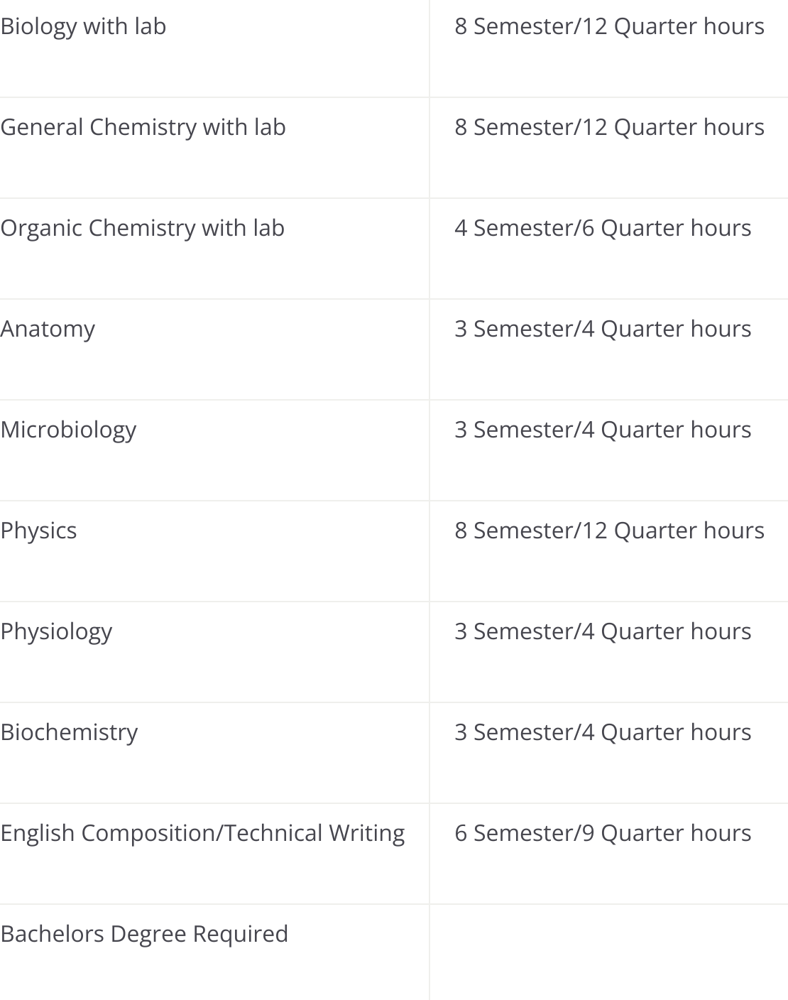 Biology with lab 8 Semester/12 Quarter hours
General Chemistry with lab 8 Semester/12 Quarter hours
Organic Chemistry with lab 4 Semester/6 Quarter hours
Anatomy 3 Semester/4 Quarter hours
Microbiology 3 Semester/4 Quarter hours
Physics 8 Semester/12 Quarter hours
Physiology 3 Semester/4 Quarter hours
Biochemistry 3 Semester/4 Quarter hours
English Composition/Technical Writing 6 Semester/9 Quarter hours
Bachelors Degree Required